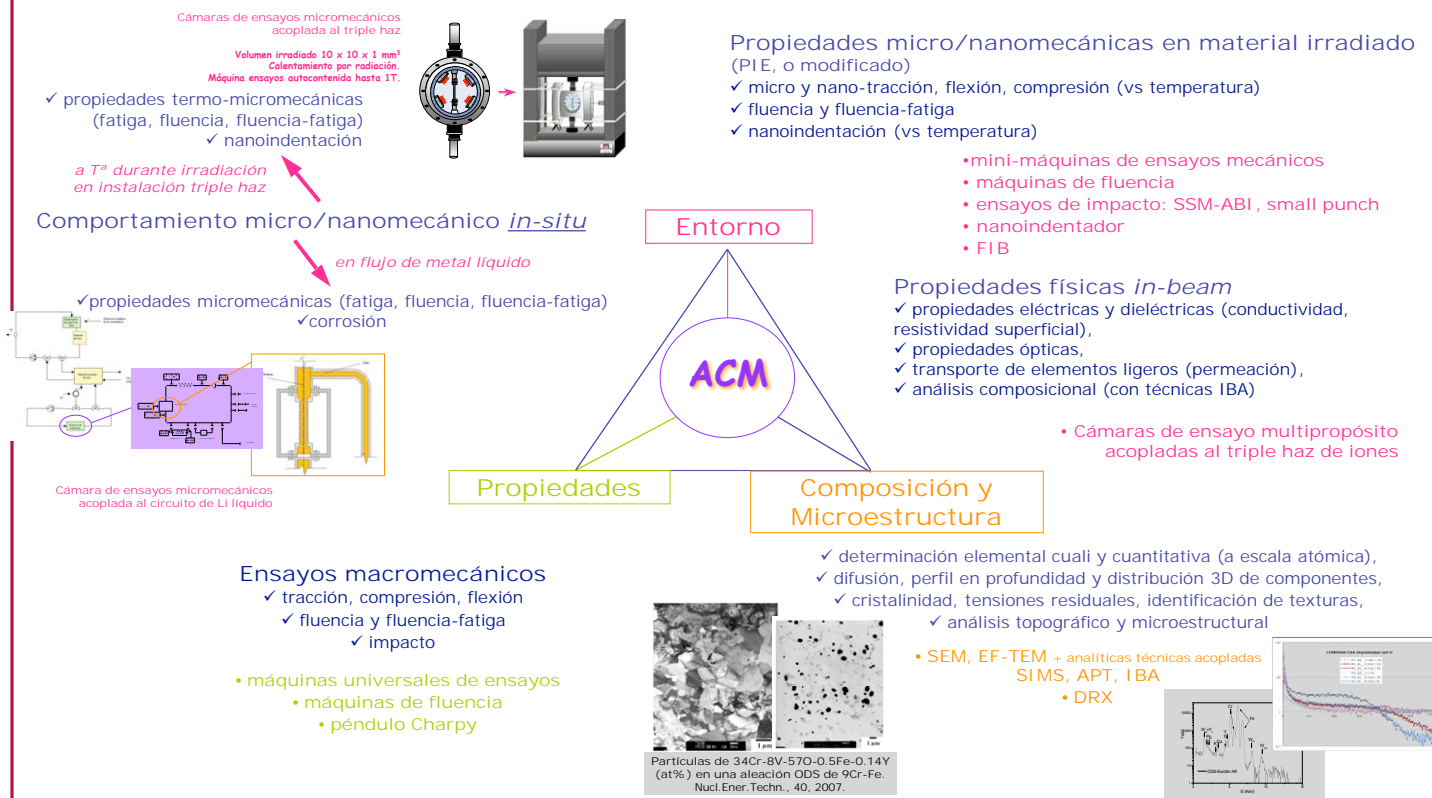 Cámaras de ensayos micromecánicos
acoplada al triple haz
Volumen irradiado 10 x 10 x 1 mm³
Calentamiento por radiación.
Máquina ensayos autocontenida hasta 1T.
✓ propiedades termo-micromecánicas
(fatiga, fluencia, fluencia-fatiga)
✓ nanoindentación
a Tª durante irradiación
en instalación triple haz
Comportamiento micro/nanomecánico in-situ
en flujo de metal líquido
✓propiedades micromecánicas (fatiga, fluencia, fluencia-fatiga)
✓corrosión
Cámara de ensayos micromecánicos
acoplada al circuito de Li líquido
Propiedades micro/nanomecánicas en material irradiado
(PIE, o modificado)
✓ micro y nano-tracción, flexión, compresión (vs temperatura)
✓ fluencia y fluencia-fatiga
✓ nanoindentación (vs temperatura)
•mini-máquinas de ensayos mecánicos
• máquinas de fluencia
• ensayos de impacto: SSM-ABI, small punch
• nanoindentador
• FIB
Entorno
ACM
Propiedades
Composición y
Microestructura
Propiedades físicas in-beam
✓ propiedades eléctricas y dieléctricas (conductividad,
resistividad superficial),
✓ propiedades ópticas,
✓ transporte de elementos ligeros (permeación),
✓ análisis composicional (con técnicas IBA)
• Cámaras de ensayo multipropósito
acopladas al triple haz de iones
Ensayos macromecánicos
✓ tracción, compresión, flexión
✓ fluencia y fluencia-fatiga
✓ impacto
• máquinas universales de ensayos
• máquinas de fluencia
• péndulo Charpy
✓ determinación elemental cuali y cuantitativa (a escala atómica),
✓ difusión, perfil en profundidad y distribución 3D de componentes,
✓ cristalinidad, tensiones residuales, identificación de texturas,
✓ análisis topográfico y microestructural
• SEM, EF-TEM + analíticas técnicas acopladas
SIMS, APT, IBA
• DRX
1 µm
1 µm
Partículas de 34Cr-8V-57O-0.5Fe-0.14Y
(at%) en una aleación ODS de 9Cr-Fe.
Nucl.Ener.Techn., 40, 2007.
Cr
Fe
ODS-Eurofer AR
E (KeV)